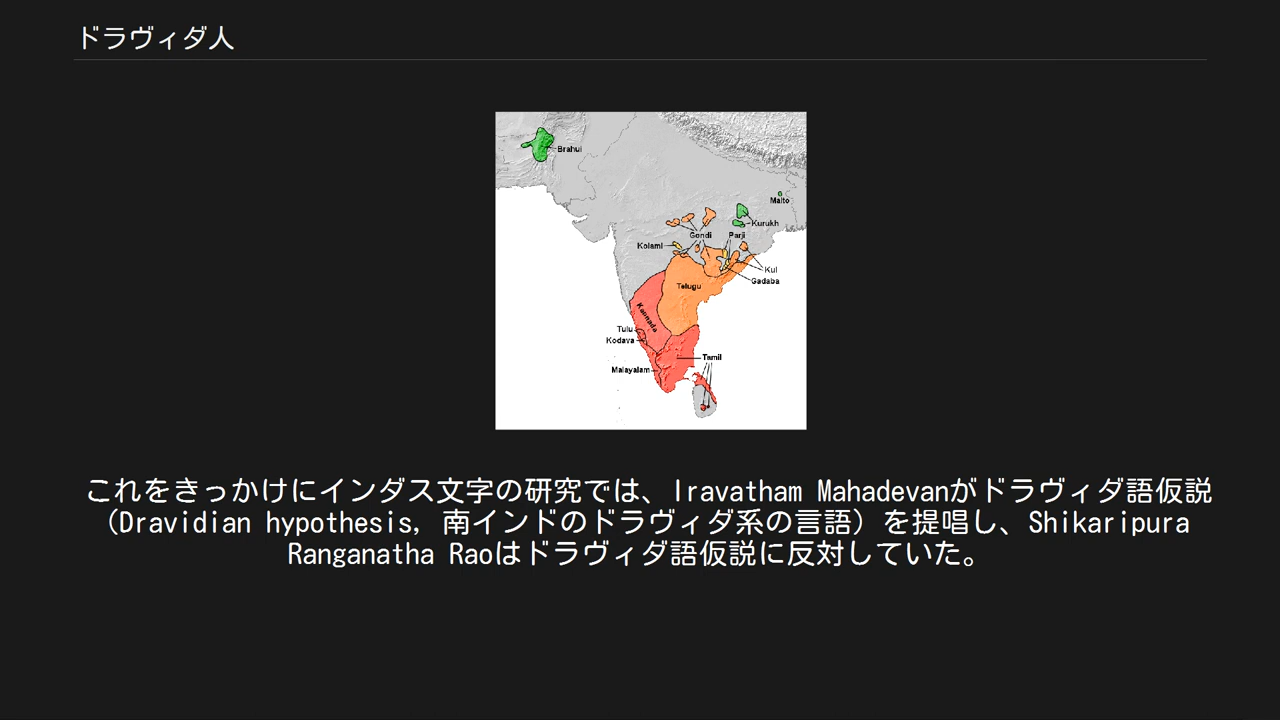 ドラヴィダ人
Brahui
Malto
Kurukh
Gondi
Parji
Kolami
Kui
Gadaba
Telugu
Kannada
Tulu
Kodava
Tamil
Malayalam
これをきっかけにインダス文字の研究では、Iravatham Mahadevanがドラヴィダ語仮説
（Dravidian hypothesis, 南インドのドラヴィダ系の言語）を提唱し、Shikaripura
Ranganatha Raoはドラヴィダ語仮説に反対していた。